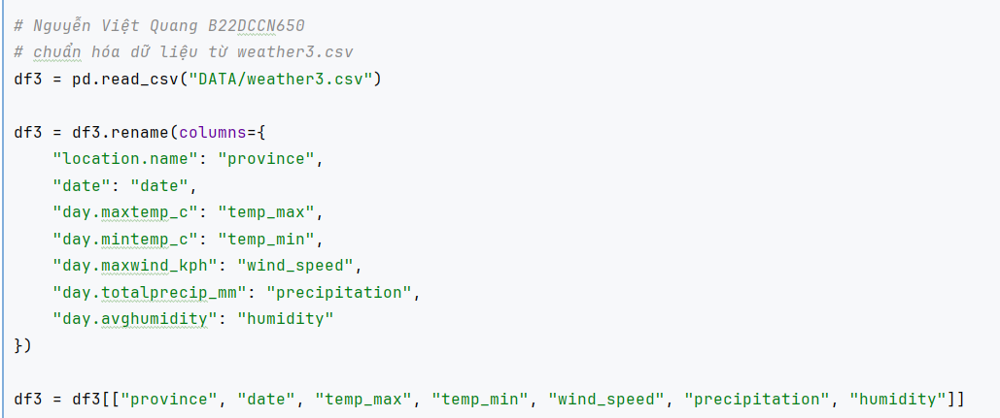 # Nguyễn Việt Quang B22DCCN650
# chuẩn hóa dữ liệu từ weather3.csv
df3 = pd.read_csv("DATA/weather3.csv")
df3 = df3.rename(columns={
    "location.name": "province",
    "date": "date",
    "day.maxtemp_c": "temp_max",
    "day.mintemp_c": "temp_min",
    "day.maxwind_kph": "wind_speed",
    "day.totalprecip_mm": "precipitation",
    "day.avghumidity": "humidity"
})
df3 = df3[["province", "date", "temp_max", "temp_min", "wind_speed", "precipitation", "humidity"]]